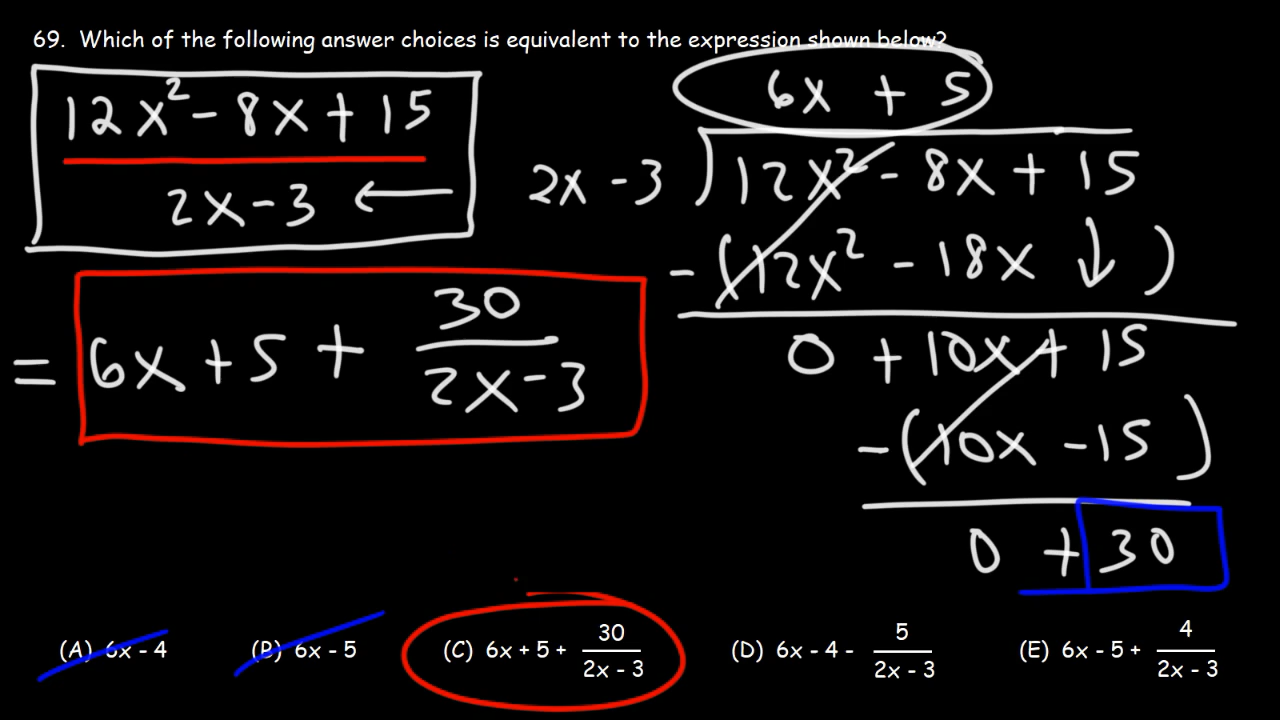 69. Which of the following answer choices is equivalent to the expression shown below?
12x² - 8x + 15
2x - 3 ←
= 6x + 5 + 30
2x - 3
6x + 5
2x - 3 ) 12x² - 8x + 15
- (12x² - 18x ↓ )
0 + 10x + 15
- (10x - 15 )
0 + 30
(A) 6x - 4 (B) 6x - 5 (C) 6x + 5 + 30/2x - 3 (D) 6x - 4 - 5/2x - 3 (E) 6x - 5 + 4/2x - 3